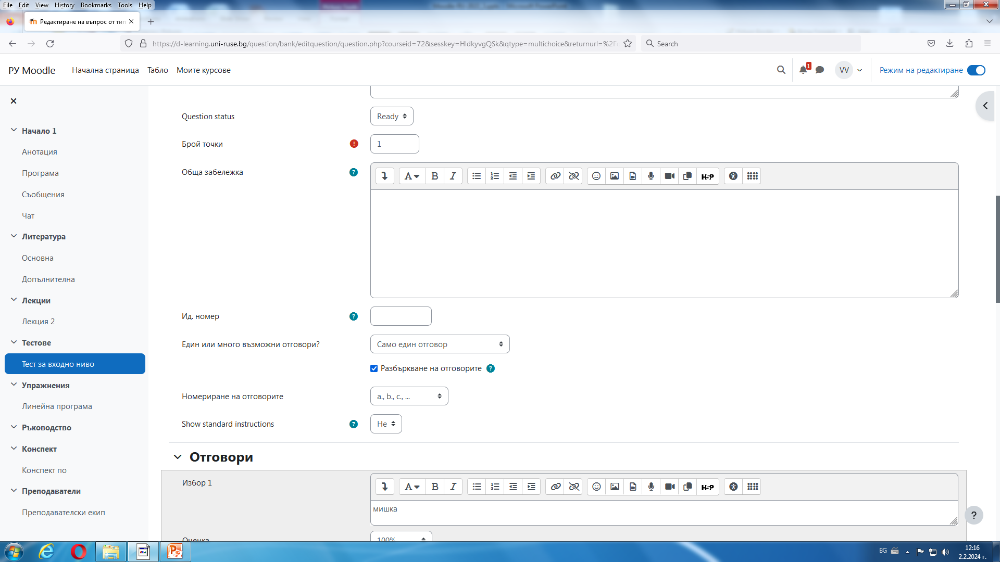 File Edit View History Bookmarks Tools Help
Редактиране на въпрос от тип
https://d-learning.uni-ruse.bg/question/bank/editquestion/question.php?courseid=72&sesskey=HldkyvgQSk&qtype=multichoice&returnurl=%2F
Search
РУ Moodle Начална страница Табло Моите курсове
1
VV
Режим на редактиране
Начало 1
Анотация
Програма
Съобщения
Чат
Литература
Основна
Допълнителна
Лекции
Лекция 2
Тестове
Тест за входно ниво
Упражнения
Линейна програма
Ръководство
Конспект
Конспект по
Преподаватели
Преподавателски екип
Question status
Ready
Брой точки
1
Обща забележка
A B I
H5P
Ид. номер
Един или много възможни отговори?
Само един отговор
Разбъркване на отговорите
Номериране на отговорите
a., b., c., ...
Show standard instructions
Не
Отговори
Избор 1
A B I
H5P
мишка
Оценка
100%
?
BG
12:16
2.2.2024 г.